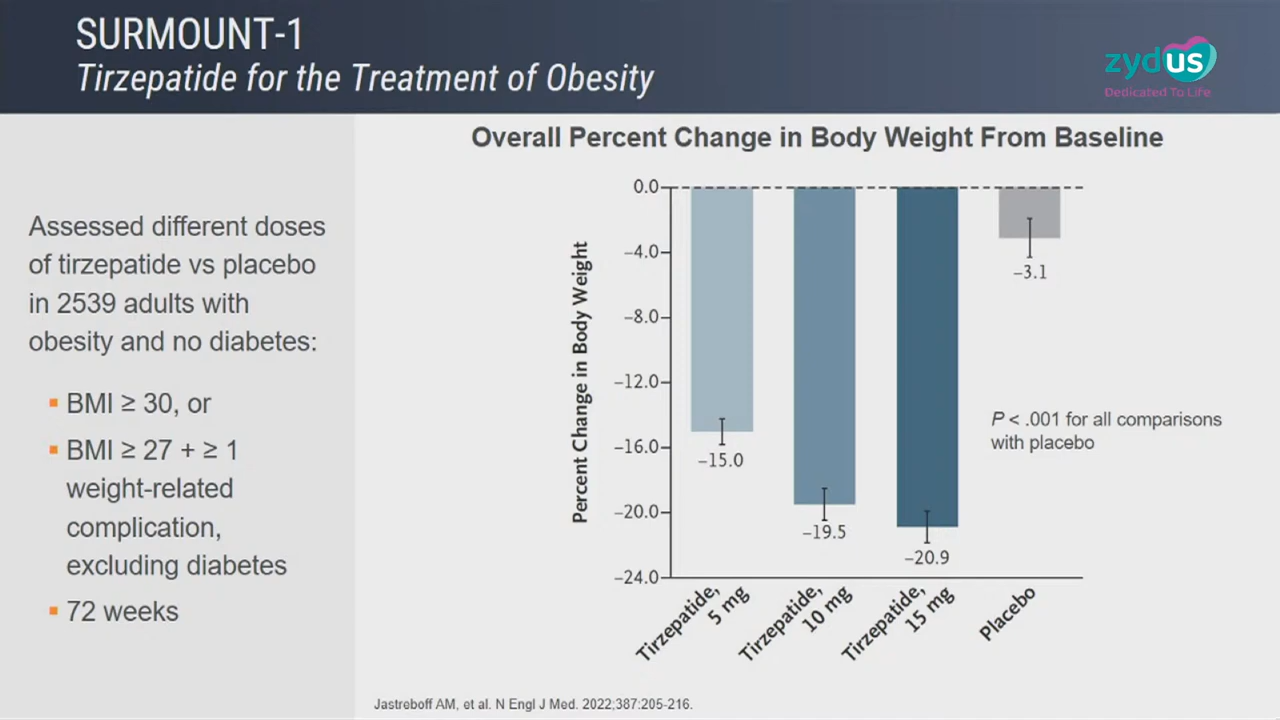 SURMOUNT-1
Tirzepatide for the Treatment of Obesity
zydus
Dedicated To Life
Assessed different doses
of tirzepatide vs placebo
in 2539 adults with
obesity and no diabetes:
▪ BMI ≥ 30, or
▪ BMI ≥ 27 + ≥ 1
weight-related
complication,
excluding diabetes
▪ 72 weeks
Overall Percent Change in Body Weight From Baseline
Percent Change in Body Weight
0.0
–4.0
–8.0
–12.0
–16.0
–20.0
–24.0
–15.0
–19.5
–20.9
–3.1
P < .001 for all comparisons
with placebo
Tirzepatide,
5 mg
Tirzepatide,
10 mg
Tirzepatide,
15 mg
Placebo
Jastreboff AM, et al. N Engl J Med. 2022;387:205-216.